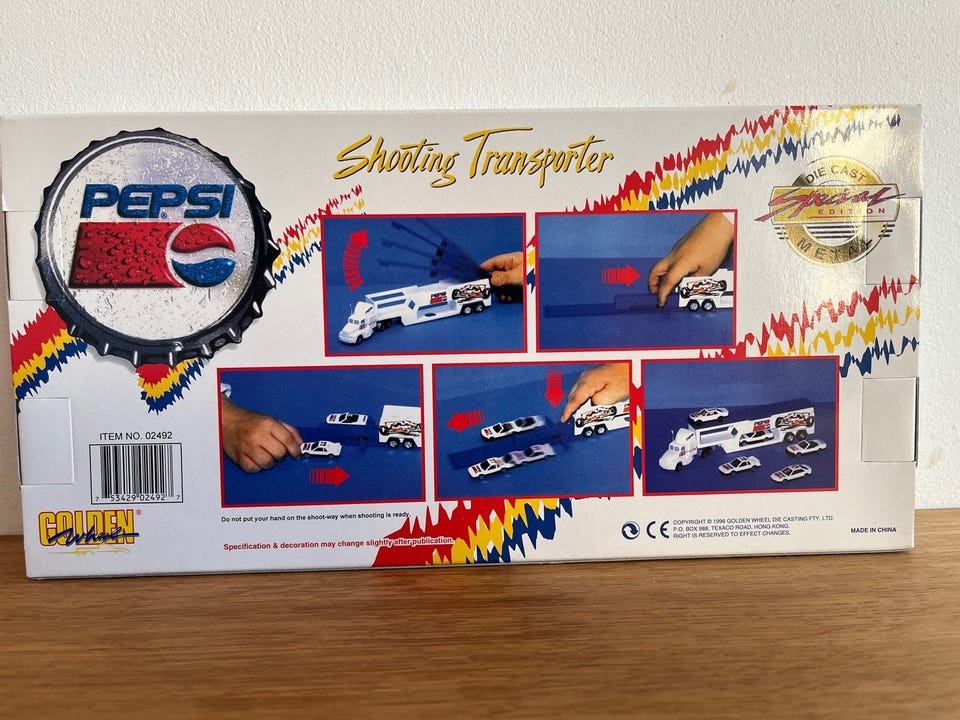 PEPSI
Shooting Transporter
DIE CAST
Special
EDITION
METAL
ITEM NO. 02492
7 53429 02492 7
GOLDEN®
Wheel
Do not put your hand on the shoot-way when shooting is ready.
Specification & decoration may change slightly after publication.
CE
COPYRIGHT © 1996 GOLDEN WHEEL DIE CASTING FTY. LTD.
P.O. BOX 988, TEXACO ROAD, HONG KONG.
RIGHT IS RESERVED TO EFFECT CHANGES.
MADE IN CHINA